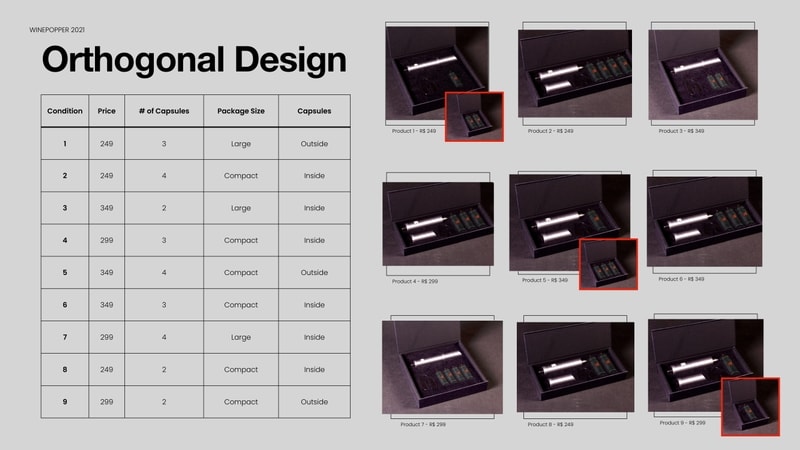 WINEPOPPER 2021
Orthogonal Design
Condition Price # of Capsules Package Size Capsules
1 249 3 Large Outside
2 249 4 Compact Inside
3 349 2 Large Inside
4 299 3 Compact Inside
5 349 4 Compact Outside
6 349 3 Compact Inside
7 299 4 Large Inside
8 249 2 Compact Inside
9 299 2 Compact Outside
Product 1 - R$ 249
Product 2 - R$ 249
Product 3 - R$ 349
Product 4 - R$ 299
Product 5 - R$ 349
Product 6 - R$ 349
Product 7 - R$ 299
Product 8 - R$ 249
Product 9 - R$ 299